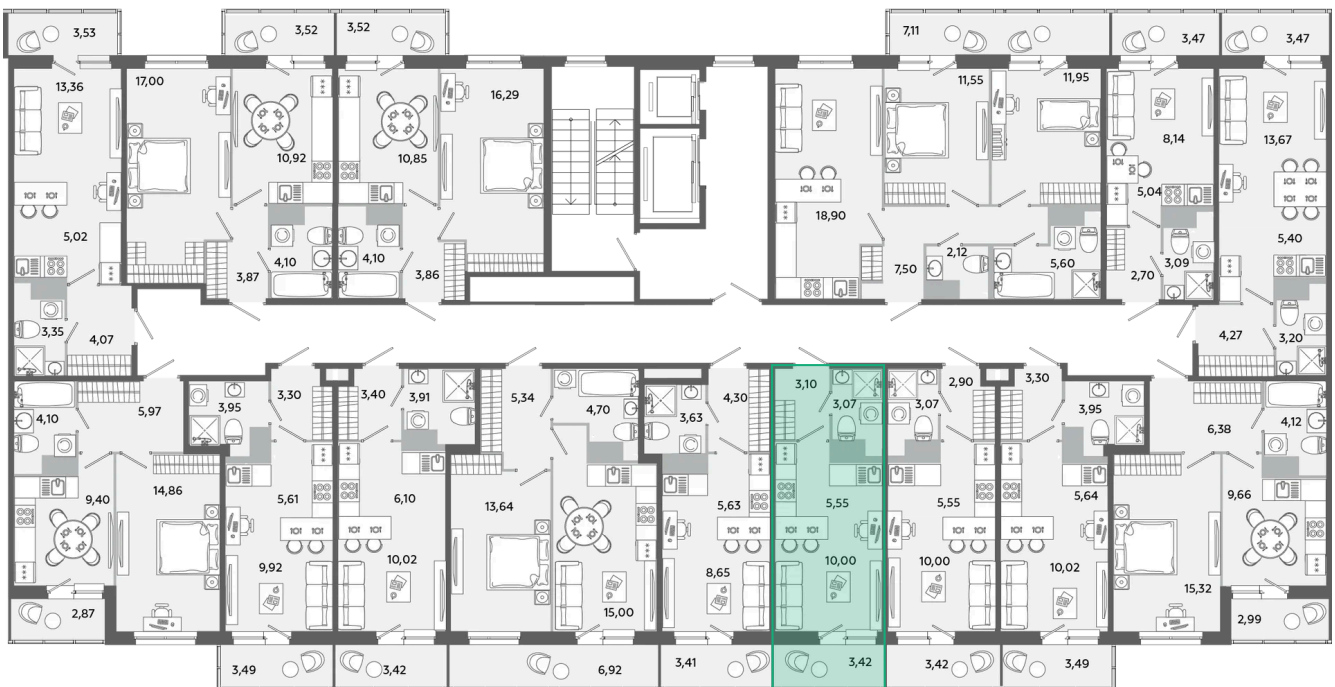 3,53 3,52 3,52 7,11 3,47 3,47
13,36 17,00 16,29 11,55 11,95
10,92 10,85 8,14 13,67
5,04
18,90
5,02 5,40
4,10 4,10 2,12
3,87 3,86 7,50 5,60 2,70 3,09
3,35 4,07 4,27 3,20
3,10
3,30 3,40 3,91 5,34 4,30 2,90 3,30
4,10 5,97 3,95 4,70 3,63 3,07 3,07 3,95 6,38 4,12
9,40 14,86 5,61 6,10 13,64 5,63 5,55 5,55 5,64 9,66
9,92 10,02 8,65 10,00 10,00 10,02 15,32
2,87 15,00 2,99
3,49 3,42 6,92 3,41 3,42 3,42 3,49